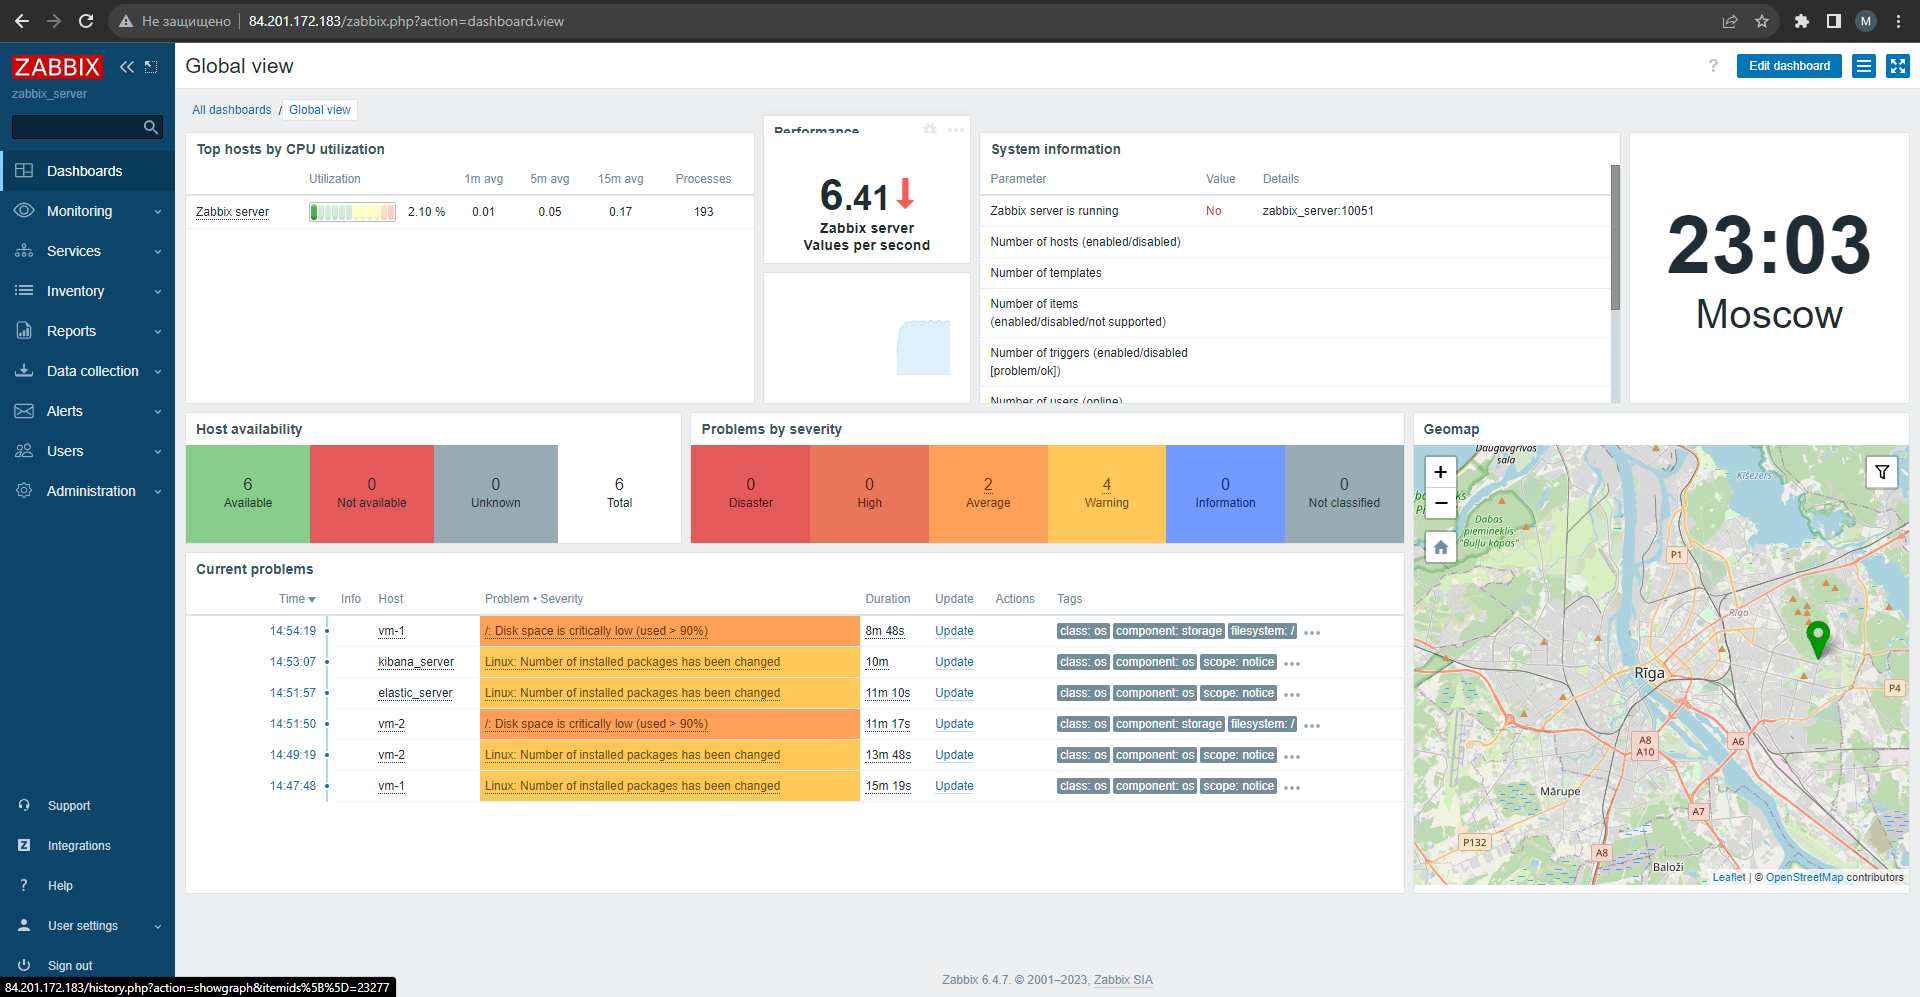 Не защищено 84.201.172.183/zabbix.php?action=dashboard.view
M
ZABBIX
zabbix_server
Dashboards
Monitoring
Services
Inventory
Reports
Data collection
Alerts
Users
Administration
Support
Integrations
Help
User settings
Sign out
84.201.172.183/history.php?action=showgraph&itemids%5B%5D=23277
Global view
? Edit dashboard
All dashboards / Global view
Top hosts by CPU utilization
Utilization 1m avg 5m avg 15m avg Processes
Zabbix server 2.10 % 0.01 0.05 0.17 193
Performance
6.41
Zabbix server
Values per second
System information
Parameter Value Details
Zabbix server is running No zabbix_server:10051
Number of hosts (enabled/disabled)
Number of templates
Number of items
(enabled/disabled/not supported)
Number of triggers (enabled/disabled
[problem/ok])
Number of users (online)
23:03
Moscow
Host availability
6 0 0 6
Available Not available Unknown Total
Problems by severity
0 0 2 4 0 0
Disaster High Average Warning Information Not classified
Current problems
Time Info Host Problem • Severity Duration Update Actions Tags
14:54:19 vm-1 /: Disk space is critically low (used > 90%) 8m 48s Update class: os component: storage filesystem: /
14:53:07 kibana_server Linux: Number of installed packages has been changed 10m Update class: os component: os scope: notice
14:51:57 elastic_server Linux: Number of installed packages has been changed 11m 10s Update class: os component: os scope: notice
14:51:50 vm-2 /: Disk space is critically low (used > 90%) 11m 17s Update class: os component: storage filesystem: /
14:49:19 vm-2 Linux: Number of installed packages has been changed 13m 48s Update class: os component: os scope: notice
14:47:48 vm-1 Linux: Number of installed packages has been changed 15m 19s Update class: os component: os scope: notice
Geomap
Daugavgrīvas
sala
+
−
Ķīšezers
Dabas
piemineklis
"Buļļu kāpas"
P1
Rīga
Rīga
P4
A6
A8
A10
Mārupe
A7
P132
A8
Baloži
Leaflet | © OpenStreetMap contributors
Zabbix 6.4.7. © 2001–2023, Zabbix SIA